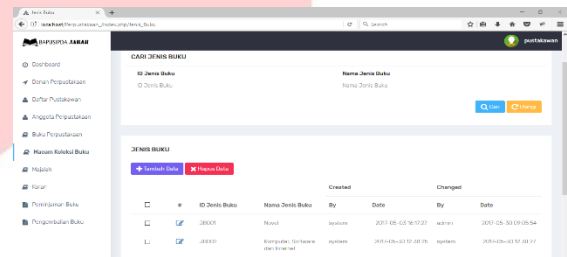 Jenis Buku
localhost/Perpustakaan_
Search
BAPUSIPDA JABAR
pustakawan
Dashboard
Denah Perpustakaan
Daftar Pustakawan
Anggota Perpustakaan
Buku Perpustakaan
Macam Koleksi Buku
Majalah
Koran
Peminjaman Buku
Pengembalian Buku
CARI JENIS BUKU
ID Jenis Buku Nama Jenis Buku
ID Jenis Buku Nama Jenis Buku
Cari
JENIS BUKU
Tambah Data Hapus Data
Created Changed
# ID Jenis Buku Nama Jenis Buku By Date By Date
JB001 Novel system 2017-05-03 16:17:27 admin 2017-05-30 09:05:54
Komputer, Software system system
dan Internet